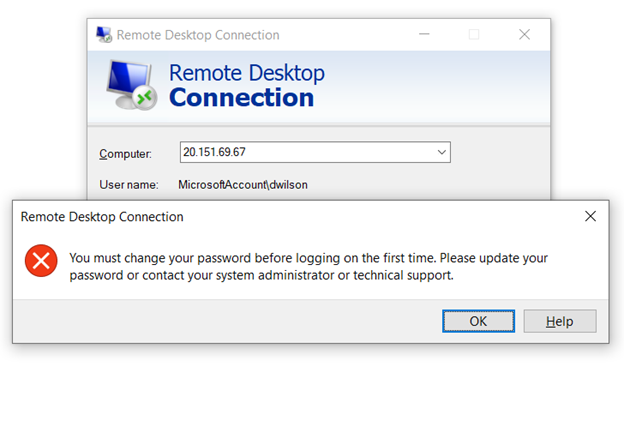 Remote Desktop Connection
Remote Desktop
Connection
Computer: 20.151.69.67
User name: MicrosoftAccount\dwilson
Remote Desktop Connection
You must change your password before logging on the first time. Please update your
password or contact your system administrator or technical support.
OK Help